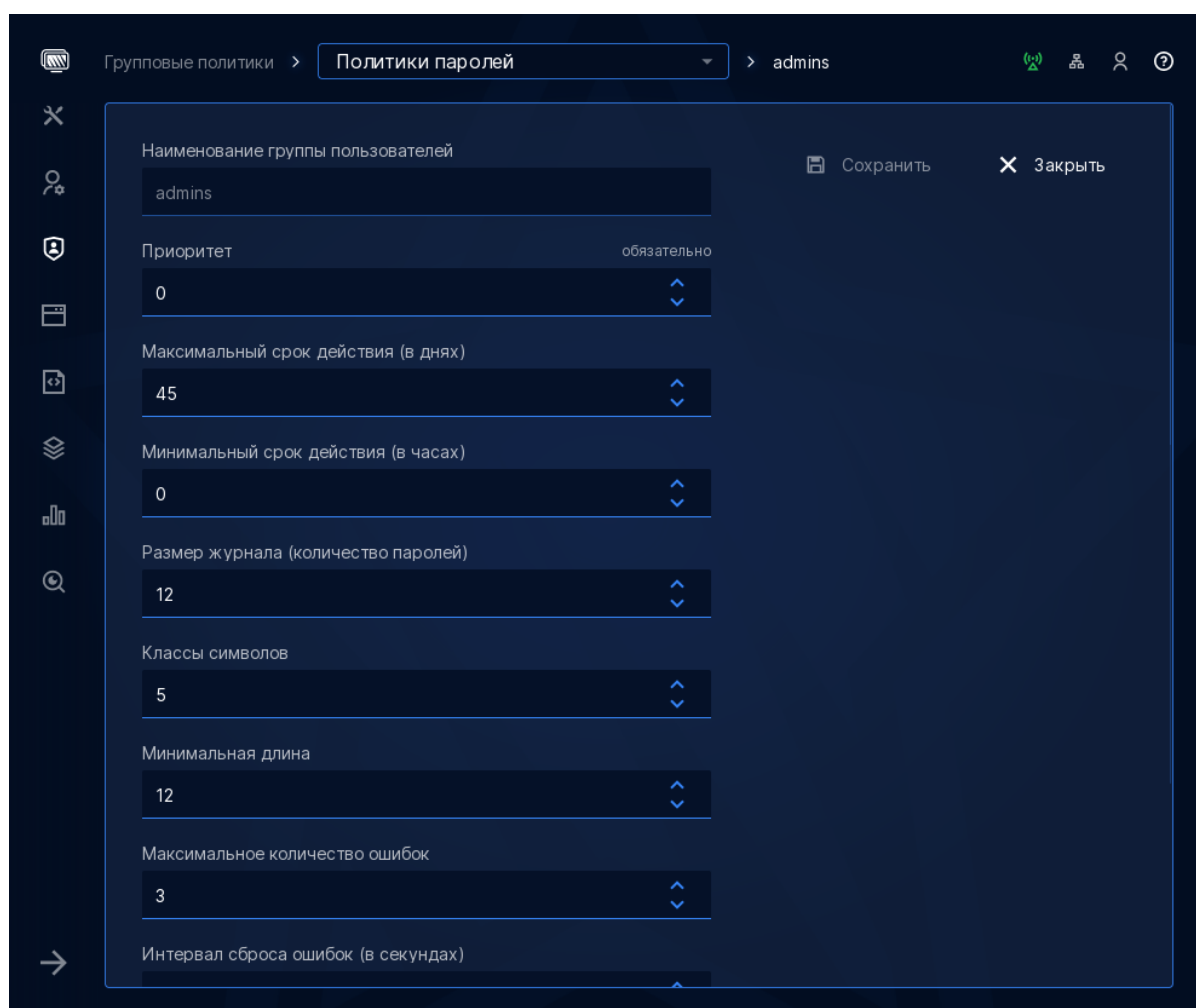 Групповые политики > Политики паролей > admins
Наименование группы пользователей
admins
Сохранить
Закрыть
Приоритет обязательно
0
Максимальный срок действия (в днях)
45
Минимальный срок действия (в часах)
0
Размер журнала (количество паролей)
12
Классы символов
5
Минимальная длина
12
Максимальное количество ошибок
3
Интервал сброса ошибок (в секундах)